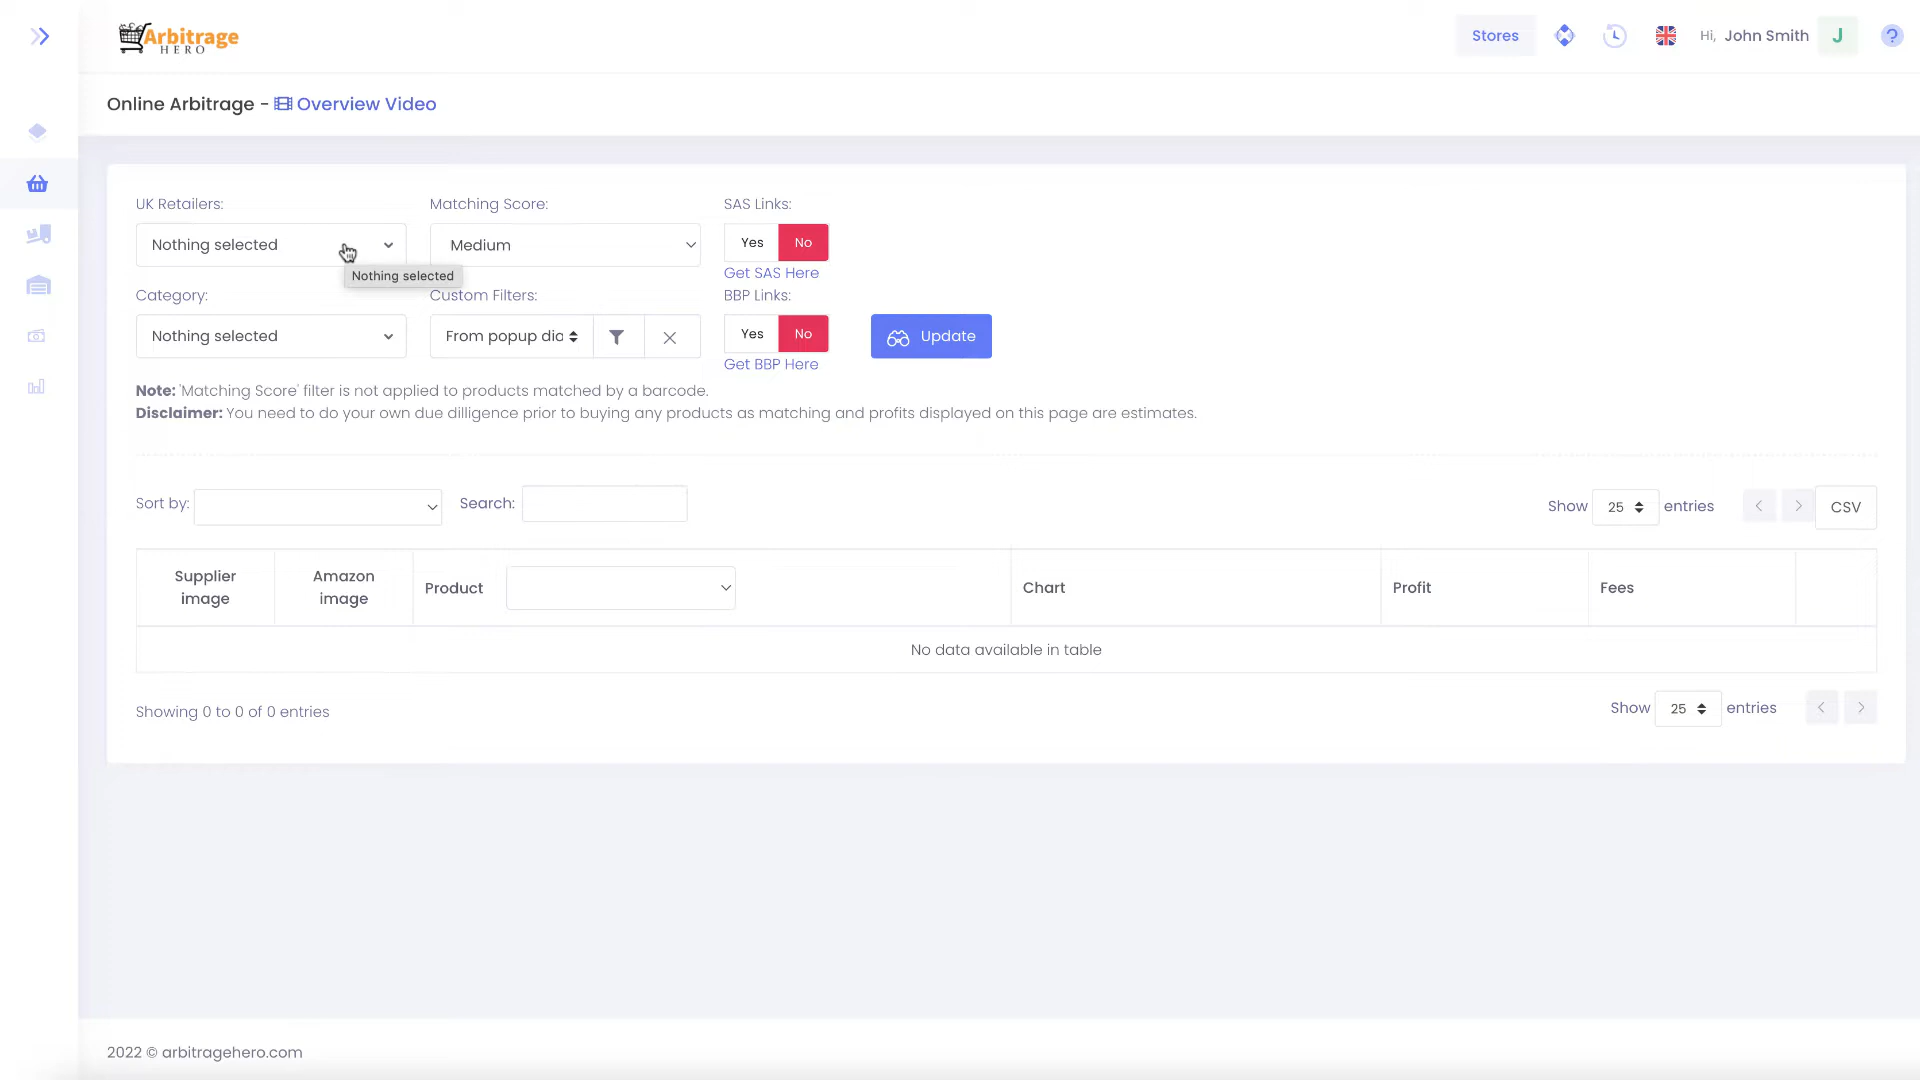 Arbitrage
HERO
Stores
Hi, John Smith
J
?
Online Arbitrage - Overview Video
UK Retailers:
Matching Score:
SAS Links:
Nothing selected
Medium
Yes
No
Get SAS Here
Nothing selected
Category:
Custom Filters:
BBP Links:
Nothing selected
From popup dic
Yes
No
Update
Get BBP Here
Note: 'Matching Score' filter is not applied to products matched by a barcode.
Disclaimer: You need to do your own due dilligence prior to buying any products as matching and profits displayed on this page are estimates.
Sort by:
Search:
Show 25 entries
CSV
Supplier image
Amazon image
Product
Chart
Profit
Fees
No data available in table
Showing 0 to 0 of 0 entries
Show 25 entries
2022 © arbitragehero.com